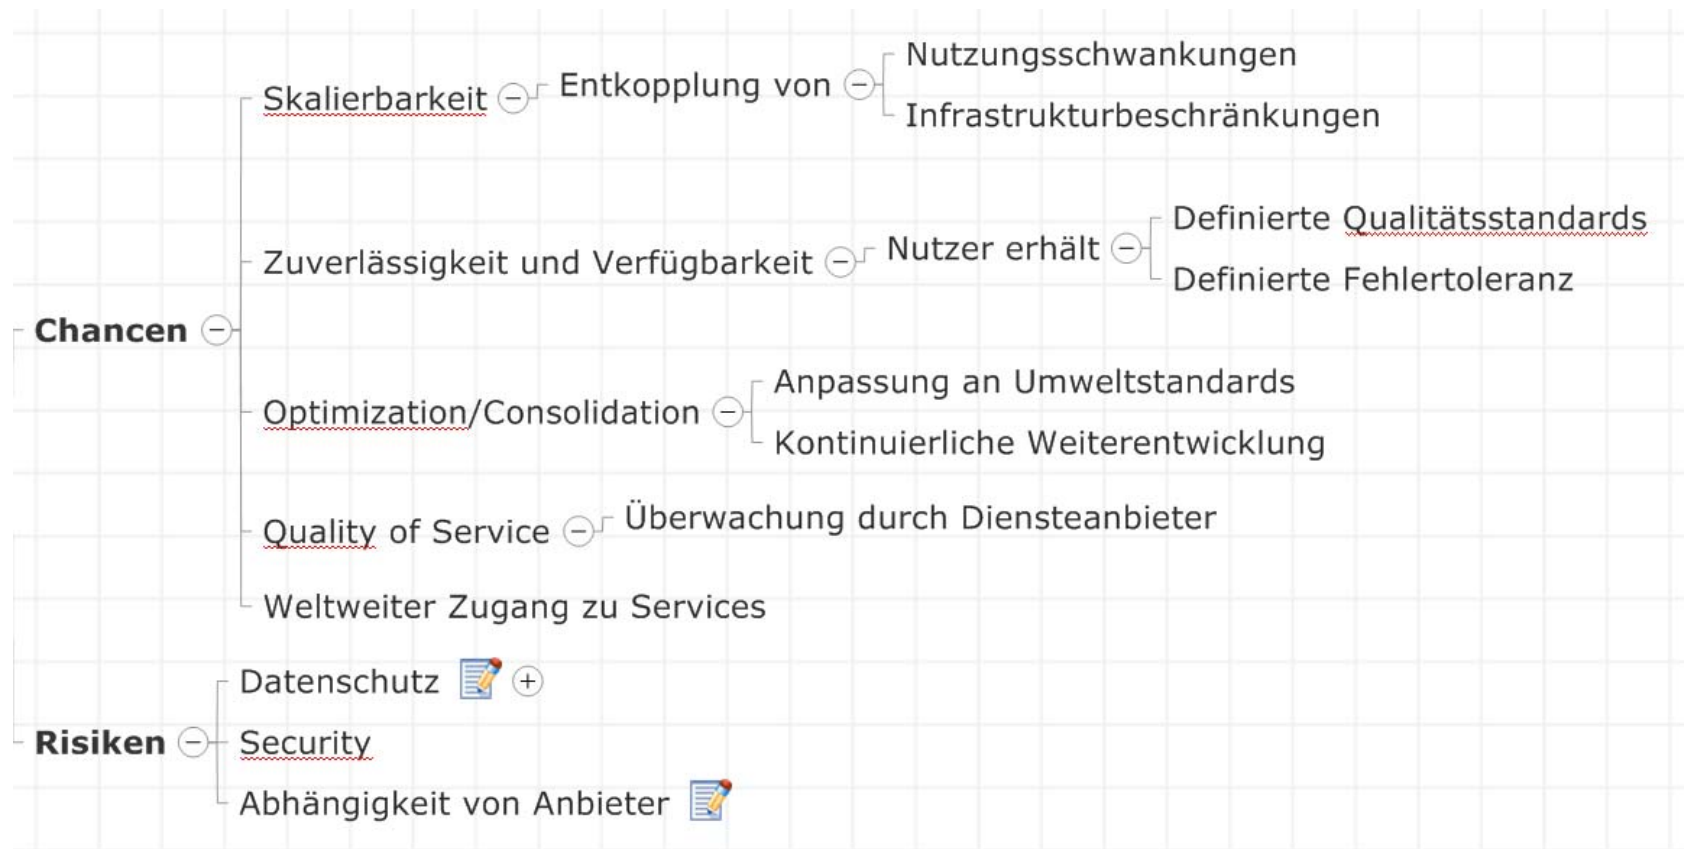 Nutzungsschwankungen
Skalierbarkeit Entkopplung von
Infrastrukturbeschränkungen
Definierte Qualitätsstandards
Zuverlässigkeit und Verfügbarkeit Nutzer erhält
Definierte Fehlertoleranz
Chancen
Anpassung an Umweltstandards
Optimization/Consolidation
Kontinuierliche Weiterentwicklung
Quality of Service Überwachung durch Diensteanbieter
Weltweiter Zugang zu Services
Datenschutz
Risiken
Security
Abhängigkeit von Anbieter